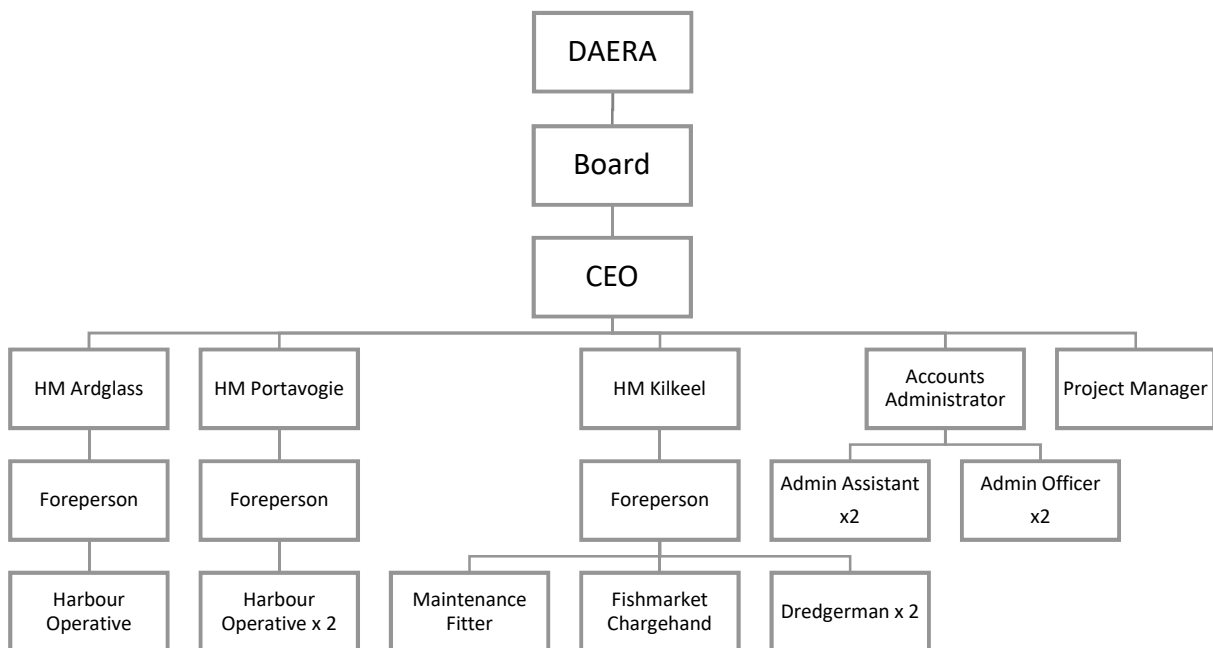 DAERA
Board
CEO
HM Ardglass
HM Portavogie
HM Kilkeel
Accounts
Administrator
Project Manager
Foreperson
Foreperson
Foreperson
Admin Assistant
x2
Admin Officer
x2
Harbour
Operative
Harbour
Operative x 2
Maintenance
Fitter
Fishmarket
Chargehand
Dredgerman x 2